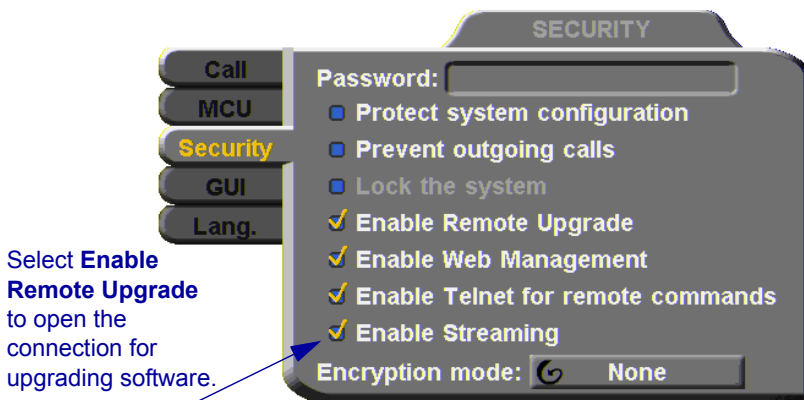 SECURITY
Call
MCU
Security
GUI
Lang.
Password:
Protect system configuration
Prevent outgoing calls
Lock the system
Enable Remote Upgrade
Enable Web Management
Enable Telnet for remote commands
Enable Streaming
Encryption mode: None
Select Enable
Remote Upgrade
to open the
connection for
upgrading software.